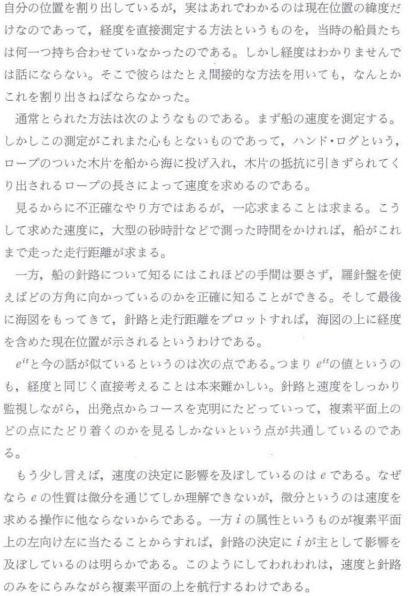 自分の位置を割り出しているが，実はあれでわかるのは現在位置の緯度だ
けなのであって，経度を直接測定する方法というものを，当時の船員たち
は何一つ持ち合わせていなかったのである。しかし経度はわかりませんで
は話にならない。そこで彼らはたとえ間接的な方法を用いても，なんとか
これを割り出さねばならなかった。
通常とられた方法は次のようなものである。まず船の速度を測定する。
しかしこの測定がこれまた心もとないものであって，ハンド・ログという，
ロープのついた木片を船から海に投げ入れ，木片の抵抗に引きずられてく
り出されるロープの長さによって速度を求めるのである。
見るからに不正確なやり方ではあるが，一応求まることは求まる。こう
して求めた速度に，大型の砂時計などで測った時間をかければ，船がこれ
まで走った走行距離が求まる。
一方，船の針路について知るにはこれほどの手間は要さず，羅針盤を使
えばどの方角に向かっているのかを正確に知ることができる。そして最後
に海図をもってきて，針路と走行距離をプロットすれば，海図の上に経度
を含めた現在位置が示されるというわけである。
eⁱᵗと今の話が似ているというのは次の点である。つまりeⁱᵗの値というの
も，経度と同じく直接考えることは本来難かしい。針路と速度をしっかり
監視しながら，出発点からコースを克明にたどっていって，複素平面上の
どの点にたどり着くのかを見るしかないという点が共通しているのであ
る。
もう少し言えば，速度の決定に影響を及ぼしているのはeである。なぜ
ならeの性質は微分を通じてしか理解できないが，微分というのは速度を
求める操作に他ならないからである。一方iの属性というものが複素平面
上の左向け左に当たることからすれば，針路の決定にiが主として影響を
及ぼしているのは明らかである。このようにしてわれわれは，速度と針路
のみをにらみながら複素平面の上を航行するわけである。